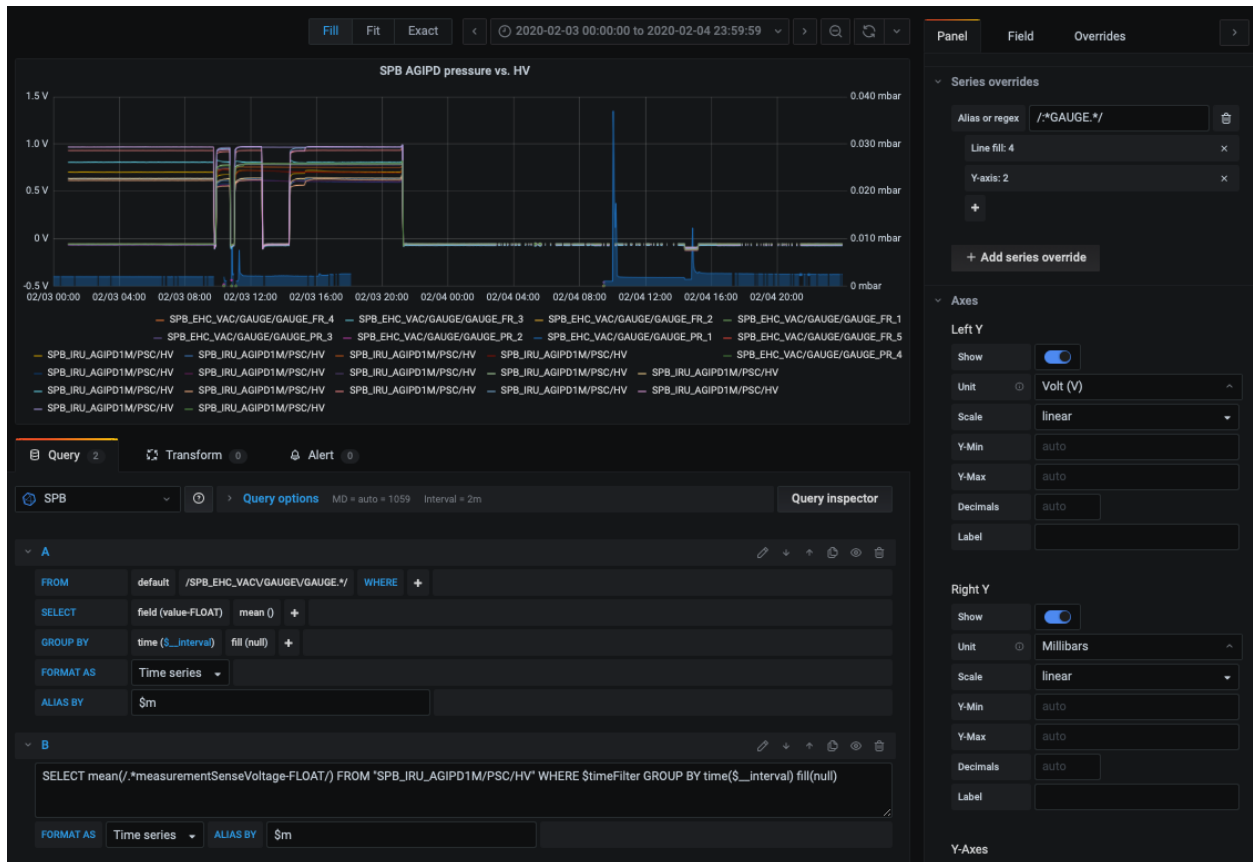 Fill Fit Exact 2020-02-03 00:00:00 to 2020-02-04 23:59:59
SPB AGIPD pressure vs. HV
1.5 V 0.040 mbar
1.0 V 0.030 mbar
0.5 V 0.020 mbar
0 V 0.010 mbar
-0.5 V 0 mbar
02/03 00:00 02/03 04:00 02/03 08:00 02/03 12:00 02/03 16:00 02/03 20:00 02/04 00:00 02/04 04:00 02/04 08:00 02/04 12:00 02/04 16:00 02/04 20:00
SPB_EHC_VAC/GAUGE/GAUGE_FR_4 SPB_EHC_VAC/GAUGE/GAUGE_FR_3 SPB_EHC_VAC/GAUGE/GAUGE_FR_2 SPB_EHC_VAC/GAUGE/GAUGE_FR_1
SPB_EHC_VAC/GAUGE/GAUGE_PR_3 SPB_EHC_VAC/GAUGE/GAUGE_PR_2 SPB_EHC_VAC/GAUGE/GAUGE_PR_1 SPB_EHC_VAC/GAUGE/GAUGE_FR_5
SPB_IRU_AGIPD1M/PSC/HV SPB_IRU_AGIPD1M/PSC/HV SPB_IRU_AGIPD1M/PSC/HV SPB_IRU_AGIPD1M/PSC/HV SPB_EHC_VAC/GAUGE/GAUGE_PR_4
SPB_IRU_AGIPD1M/PSC/HV SPB_IRU_AGIPD1M/PSC/HV SPB_IRU_AGIPD1M/PSC/HV SPB_IRU_AGIPD1M/PSC/HV SPB_IRU_AGIPD1M/PSC/HV
SPB_IRU_AGIPD1M/PSC/HV SPB_IRU_AGIPD1M/PSC/HV SPB_IRU_AGIPD1M/PSC/HV SPB_IRU_AGIPD1M/PSC/HV SPB_IRU_AGIPD1M/PSC/HV
SPB_IRU_AGIPD1M/PSC/HV SPB_IRU_AGIPD1M/PSC/HV
Query 2 Transform 0 Alert 0
SPB Query options MD = auto = 1059 Interval = 2m Query inspector
A
FROM default /SPB_EHC_VAC\/GAUGE\/GAUGE.*/ WHERE +
SELECT field (value-FLOAT) mean () +
GROUP BY time ($__interval) fill (null) +
FORMAT AS Time series
ALIAS BY $m
B
SELECT mean(/.*measurementSenseVoltage-FLOAT/) FROM "SPB_IRU_AGIPD1M/PSC/HV" WHERE $timeFilter GROUP BY time($__interval) fill(null)
FORMAT AS Time series ALIAS BY $m
Panel Field Overrides
Series overrides
Alias or regex /:*GAUGE.*/
Line fill: 4 ×
Y-axis: 2 ×
+
+ Add series override
Axes
Left Y
Show
Unit Volt (V)
Scale linear
Y-Min auto
Y-Max auto
Decimals auto
Label
Right Y
Show
Unit Millibars
Scale linear
Y-Min auto
Y-Max auto
Decimals auto
Label
Y-Axes